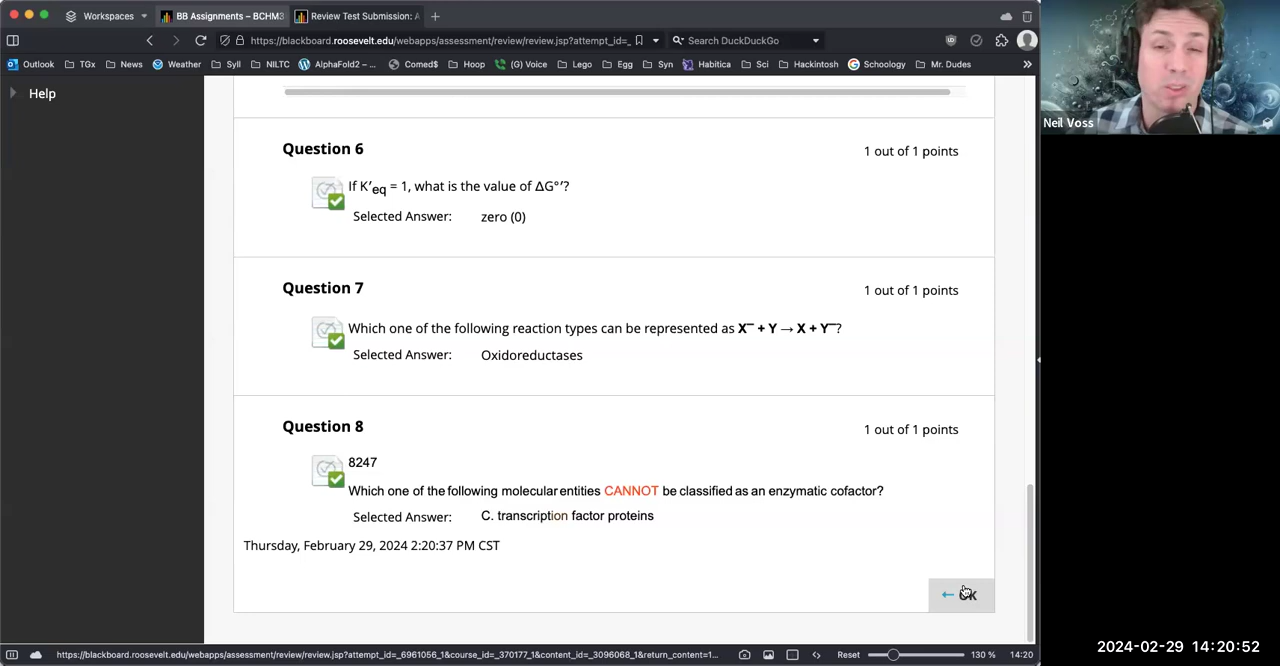 Workspaces
BB Assignments – BCHM3
Review Test Submission: A
https://blackboard.roosevelt.edu/webapps/assessment/review/review.jsp?attempt_id=_
Search DuckDuckGo
Outlook
TGx
News
Weather
Syll
NILTC
AlphaFold2 – ...
Comed$
Hoop
(G) Voice
Lego
Egg
Syn
Habitica
Sci
Hackintosh
Schoology
Mr. Dudes
»
Neil Voss
Help
Question 6
1 out of 1 points
If K′eq = 1, what is the value of ΔG°′?
Selected Answer: zero (0)
Question 7
1 out of 1 points
Which one of the following reaction types can be represented as X⁻ + Y → X + Y⁻?
Selected Answer: Oxidoreductases
Question 8
1 out of 1 points
8247
Which one of the following molecular entities CANNOT be classified as an enzymatic cofactor?
Selected Answer: C. transcription factor proteins
Thursday, February 29, 2024 2:20:37 PM CST
← OK
https://blackboard.roosevelt.edu/webapps/assessment/review/review.jsp?attempt_id=_6961056_1&course_id=_370177_1&content_id=_3096068_1&return_content=1...
Reset
130 %
14:20
2024-02-29 14:20:52